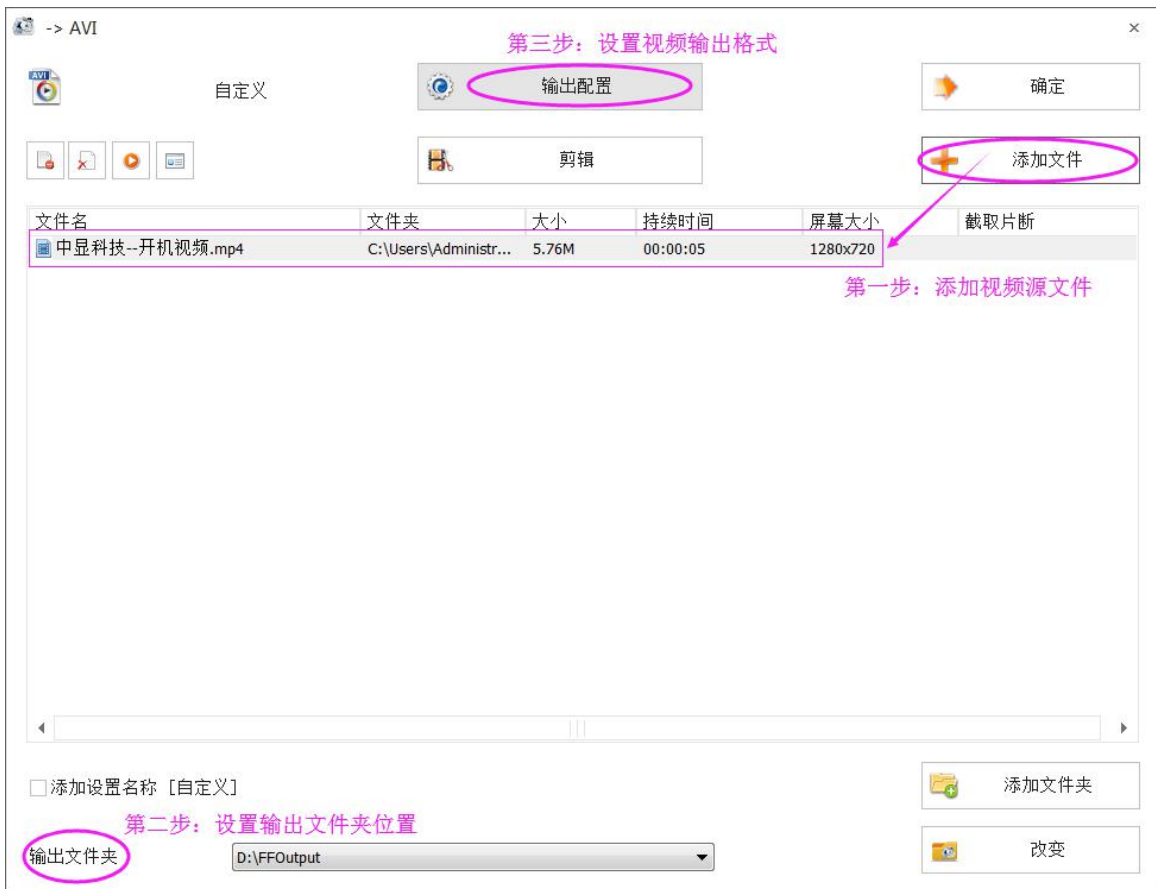 -> AVI
×
第三步：设置视频输出格式
AVI
自定义
输出配置
确定
剪辑
添加文件
文件名 文件夹 大小 持续时间 屏幕大小 截取片断
中显科技--开机视频.mp4 C:\Users\Administr... 5.76M 00:00:05 1280x720
第一步：添加视频源文件
添加设置名称 [自定义]
添加文件夹
第二步：设置输出文件夹位置
输出文件夹 D:\FFOutput
改变